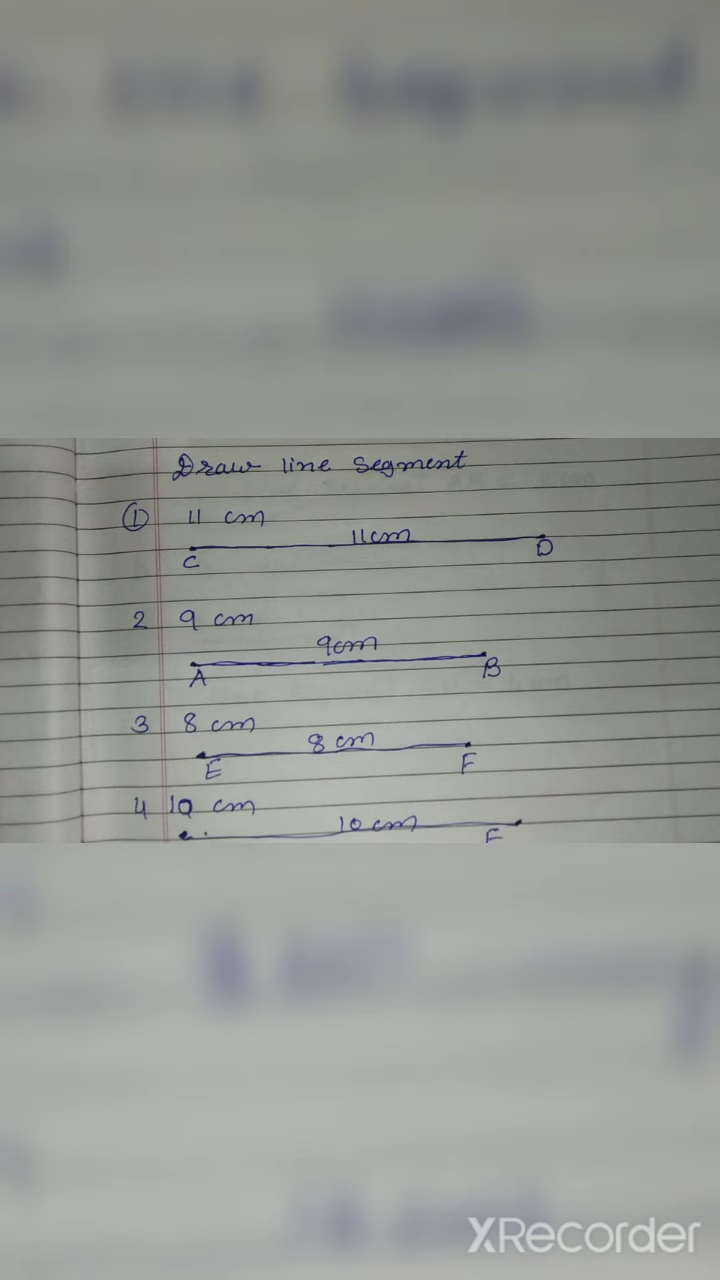 Draw line segment
① 11 cm
11cm
C D
2 9 cm
9cm
A B
3 8 cm
8 cm
E F
4 10 cm
10 cm
XRecorder